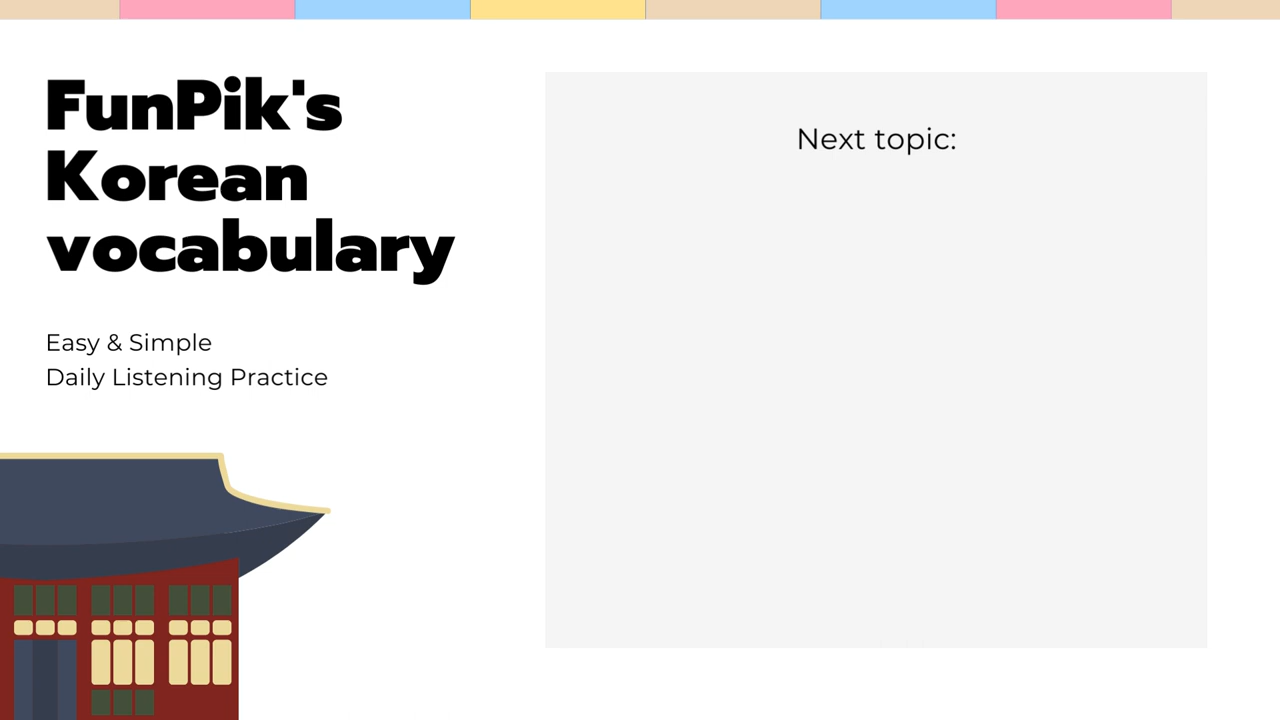 FunPik's
Korean
vocabulary
Easy & Simple
Daily Listening Practice
Next topic: